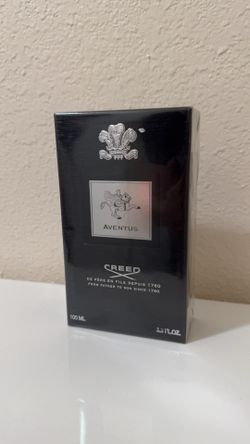 AVENTUS
CREED
DE PÈRE EN FILS DEPUIS 1760
FROM FATHER TO SON SINCE 1760
100 ML
3.3 FL.OZ.